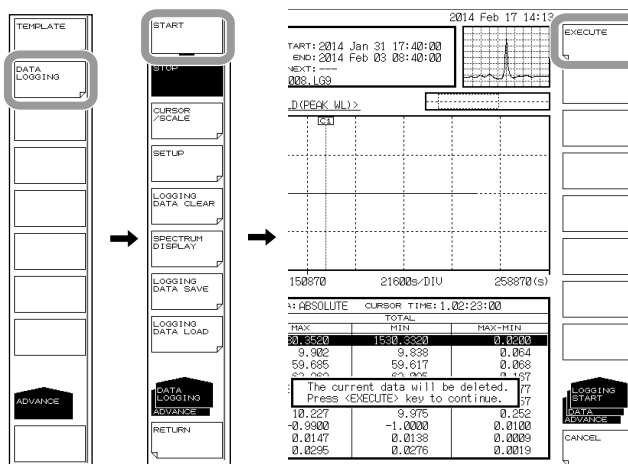 TEMPLATE
DATA
LOGGING
ADVANCE
START
STOP
CURSOR
/SCALE
SETUP
LOGGING
DATA CLEAR
SPECTRUM
DISPLAY
LOGGING
DATA SAVE
LOGGING
DATA LOAD
DATA
LOGGING
ADVANCE
RETURN
2014 Feb 17 14:13
TART:2014 Jan 31 17:40:00
END:2014 Feb 03 08:40:00
NEXT:---
008.LG9
LD(PEAK WL)>
C1
150870 21600s/DIV 258870(s)
A:ABSOLUTE CURSOR TIME:1.02:23:00
TOTAL
MAX MIN MAX-MIN
30.3520 1530.3320 0.0200
9.902 9.838 0.064
59.685 59.617 0.068
The current data will be deleted.
Press <EXECUTE> key to continue.
10.227 9.975 0.252
-0.9900 -1.0000 0.0100
0.0147 0.0138 0.0009
0.0295 0.0276 0.0019
EXECUTE
LOGGING
START
DATA
ADVANCE
CANCEL